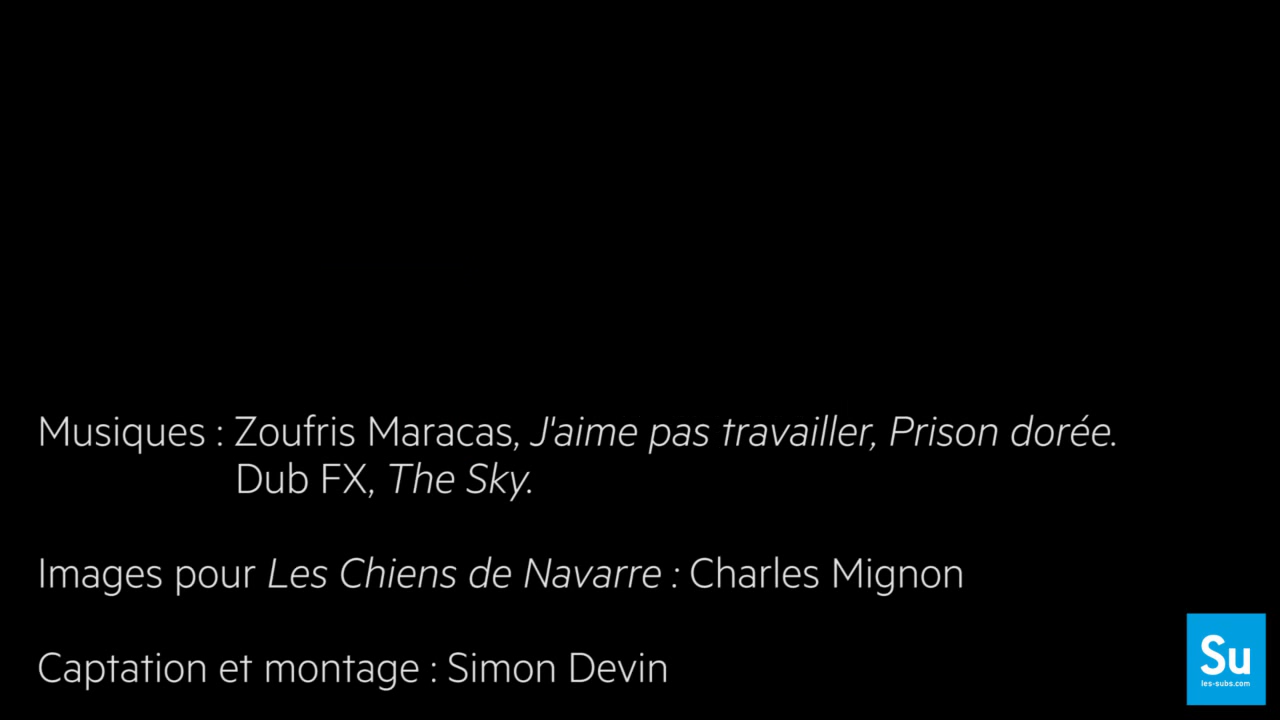 Musiques : Zoufris Maracas, J'aime pas travailler, Prison dorée.
Dub FX, The Sky.
Images pour Les Chiens de Navarre : Charles Mignon
Captation et montage : Simon Devin
Su
les-subs.com